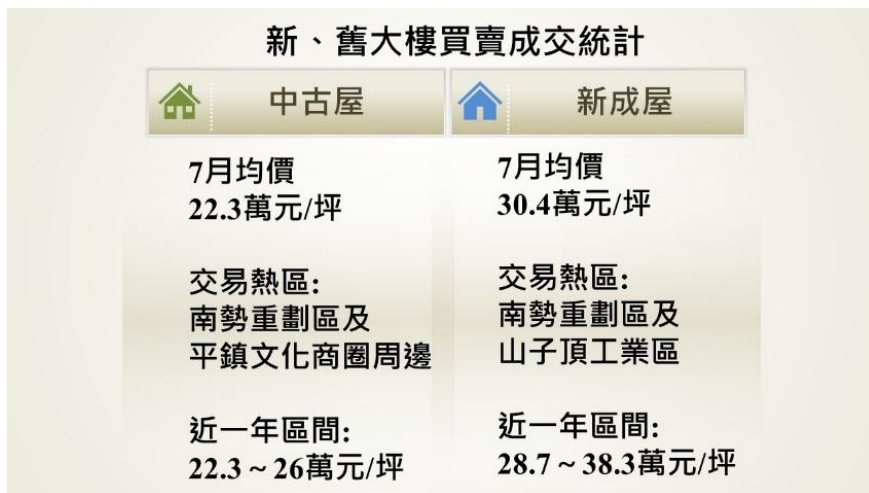 新、舊大樓買賣成交統計
中古屋
新成屋
7月均價
22.3萬元/坪
交易熱區:
南勢重劃區及
平鎮文化商圈周邊
近一年區間:
22.3~26萬元/坪
7月均價
30.4萬元/坪
交易熱區:
南勢重劃區及
山子頂工業區
近一年區間:
28.7~38.3萬元/坪